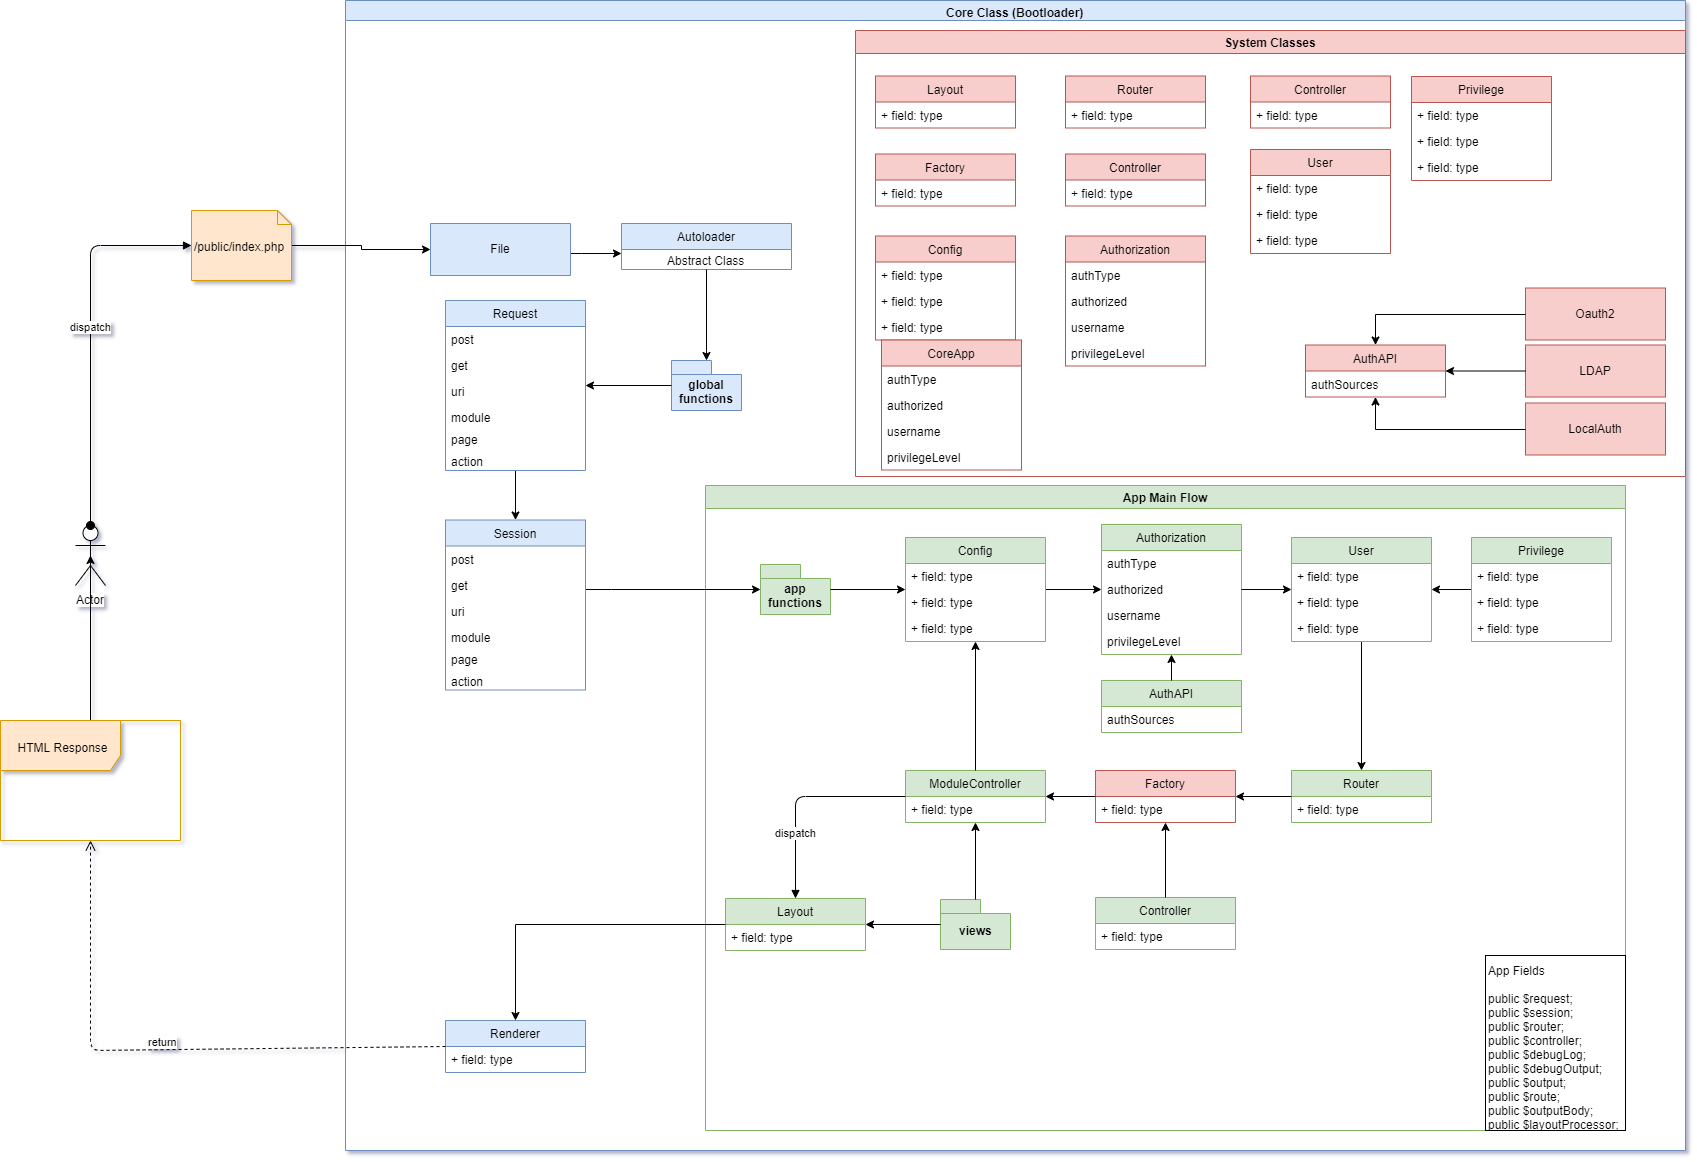 Core Class (Bootloader)
System Classes
Layout
+ field: type
Router
+ field: type
Controller
+ field: type
Privilege
+ field: type
+ field: type
+ field: type
Factory
+ field: type
Controller
+ field: type
User
+ field: type
+ field: type
+ field: type
Config
+ field: type
+ field: type
+ field: type
Authorization
authType
authorized
username
privilegeLevel
CoreApp
authType
authorized
username
privilegeLevel
Oauth2
AuthAPI
authSources
LDAP
LocalAuth
/public/index.php
File
Autoloader
Abstract Class
dispatch
Request
post
get
uri
module
page
action
global
functions
Session
post
get
uri
module
page
action
Actor
HTML Response
App Main Flow
app
functions
Config
+ field: type
+ field: type
+ field: type
Authorization
authType
authorized
username
privilegeLevel
User
+ field: type
+ field: type
+ field: type
Privilege
+ field: type
+ field: type
+ field: type
AuthAPI
authSources
ModuleController
+ field: type
Factory
+ field: type
Router
+ field: type
dispatch
Layout
+ field: type
views
Controller
+ field: type
Renderer
+ field: type
return
App Fields
public $request;
public $session;
public $router;
public $controller;
public $debugLog;
public $debugOutput;
public $output;
public $route;
public $outputBody;
public $layoutProcessor;